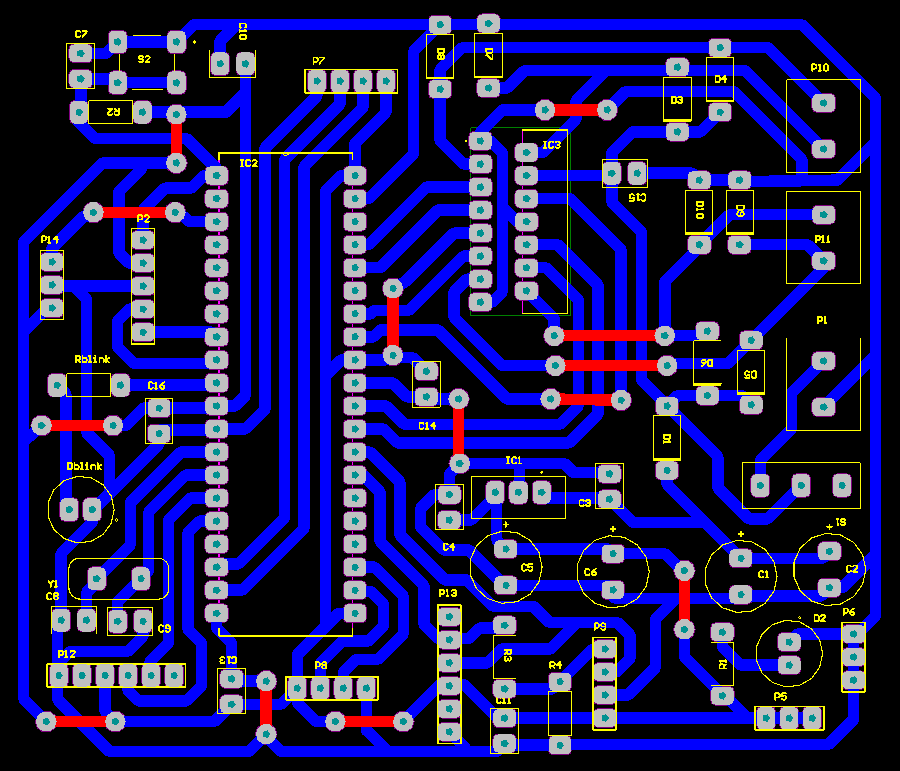 C7
S2
C10
P7
D8
D7
D4
D3
P10
R2
IC2
IC3
C15
D10
D9
P11
P14
P2
P1
Rblink
D6
D5
C16
C14
D1
Dblink
IC1
C3
C4
C5
C6
C1
C2
Y1
C8
C9
P13
P9
D2
P6
R3
R4
P12
C13
P8
C11
P5